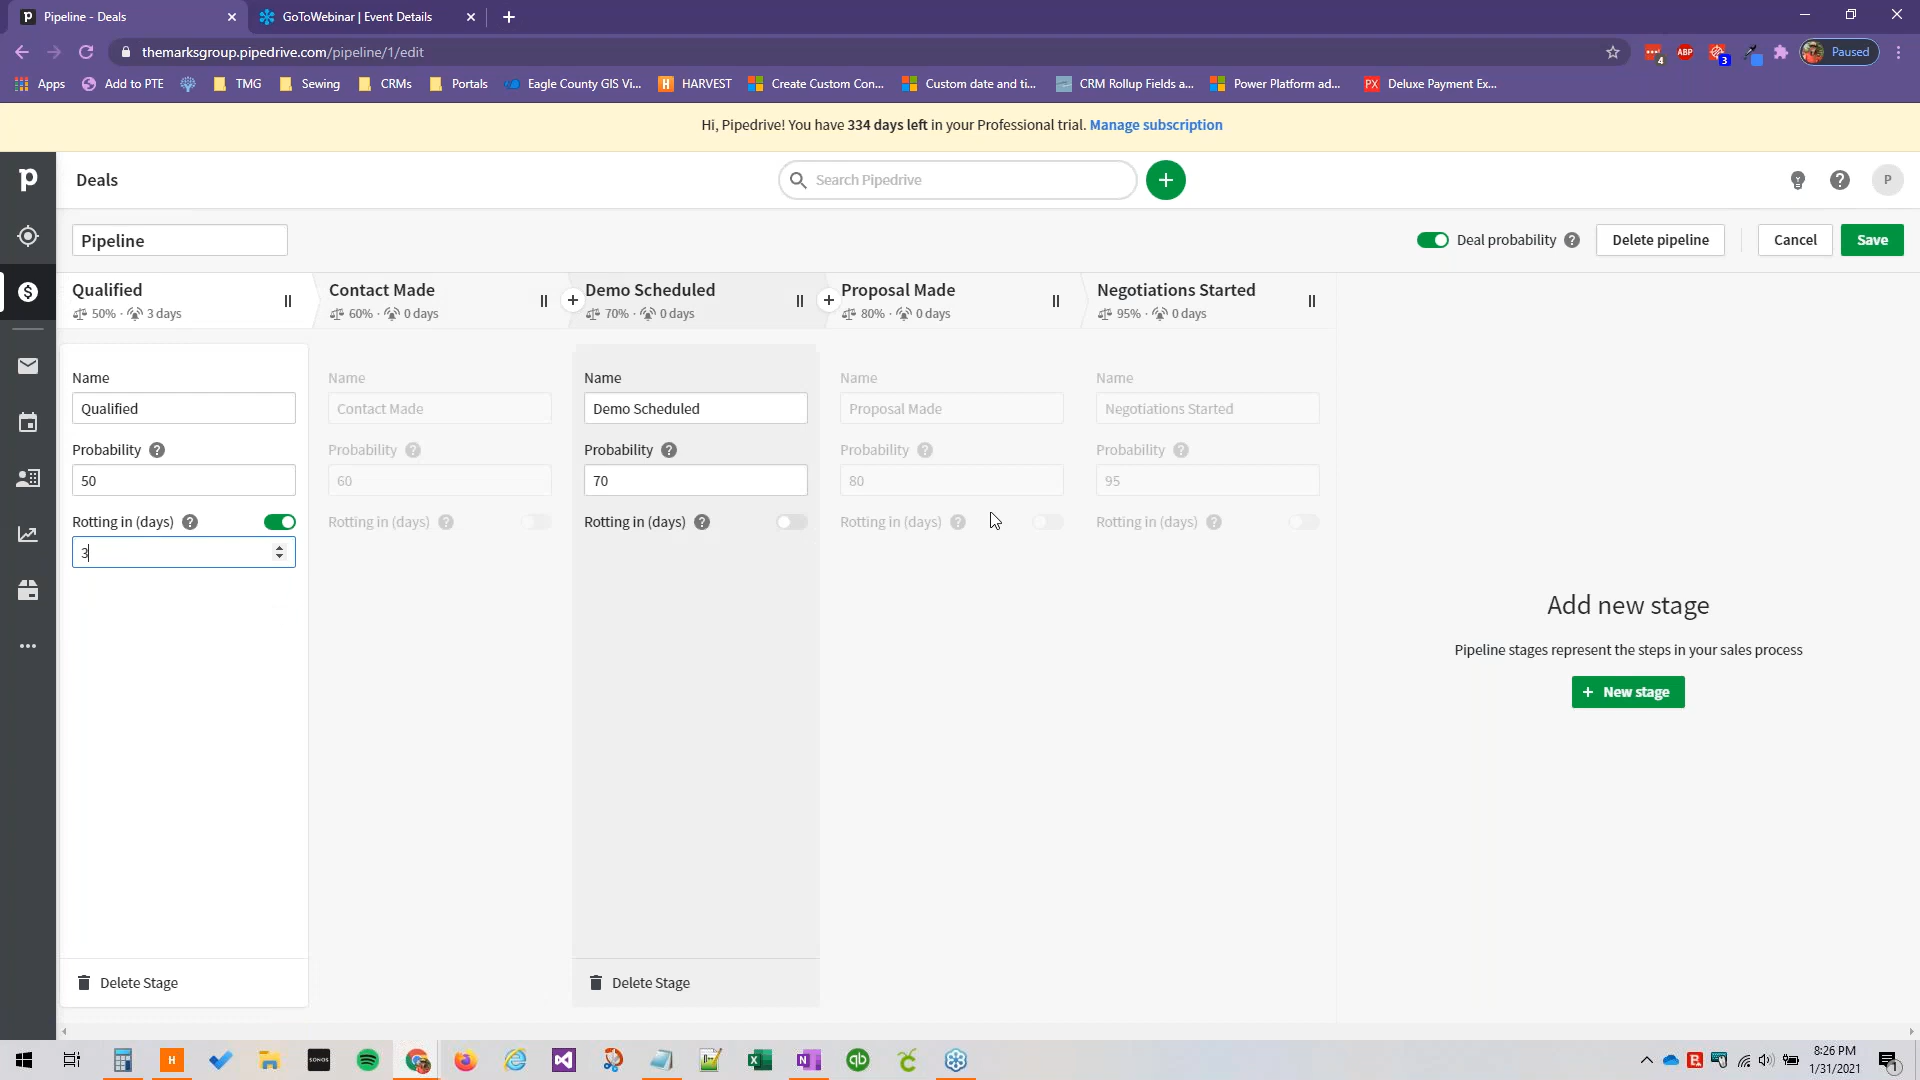 Pipeline - Deals
GoToWebinar | Event Details
themarksgroup.pipedrive.com/pipeline/1/edit
4
ABP
3
Paused
Apps
Add to PTE
TMG
Sewing
CRMs
Portals
Eagle County GIS Vi...
H
HARVEST
Create Custom Con...
Custom date and ti...
CRM Rollup Fields a...
Power Platform ad...
PX
Deluxe Payment Ex...
Hi, Pipedrive! You have 334 days left in your Professional trial. Manage subscription
Deals
Search Pipedrive
P
Pipeline
Deal probability
Delete pipeline
Cancel
Save
Qualified
50% · 3 days
Contact Made
60% · 0 days
Demo Scheduled
70% · 0 days
Proposal Made
80% · 0 days
Negotiations Started
95% · 0 days
Name
Qualified
Probability
50
Rotting in (days)
3
Delete Stage
Name
Contact Made
Probability
60
Rotting in (days)
Name
Demo Scheduled
Probability
70
Rotting in (days)
Delete Stage
Name
Proposal Made
Probability
80
Rotting in (days)
Name
Negotiations Started
Probability
95
Rotting in (days)
Add new stage
Pipeline stages represent the steps in your sales process
+ New stage
H
SONOS
N
qb
8:26 PM
1/31/2021
1